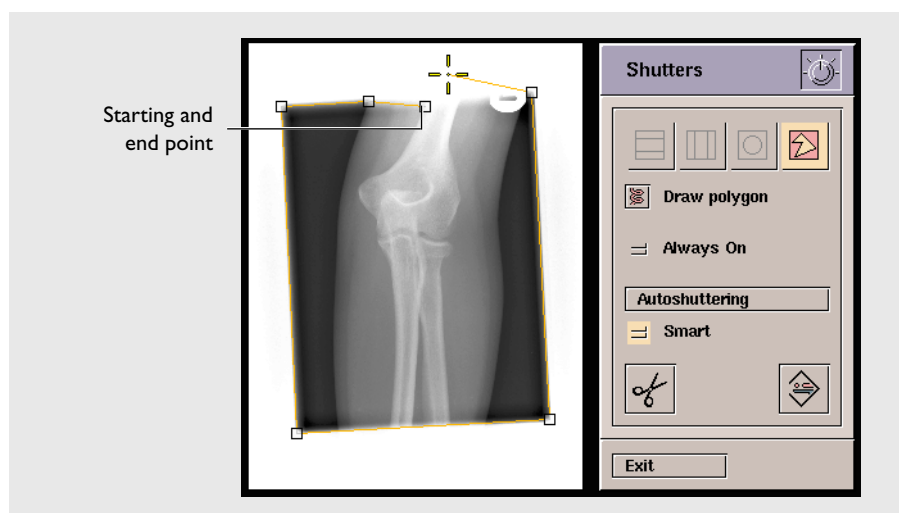 Shutters
Starting and
end point
Draw polygon
Always On
Autoshuttering
Smart
Exit